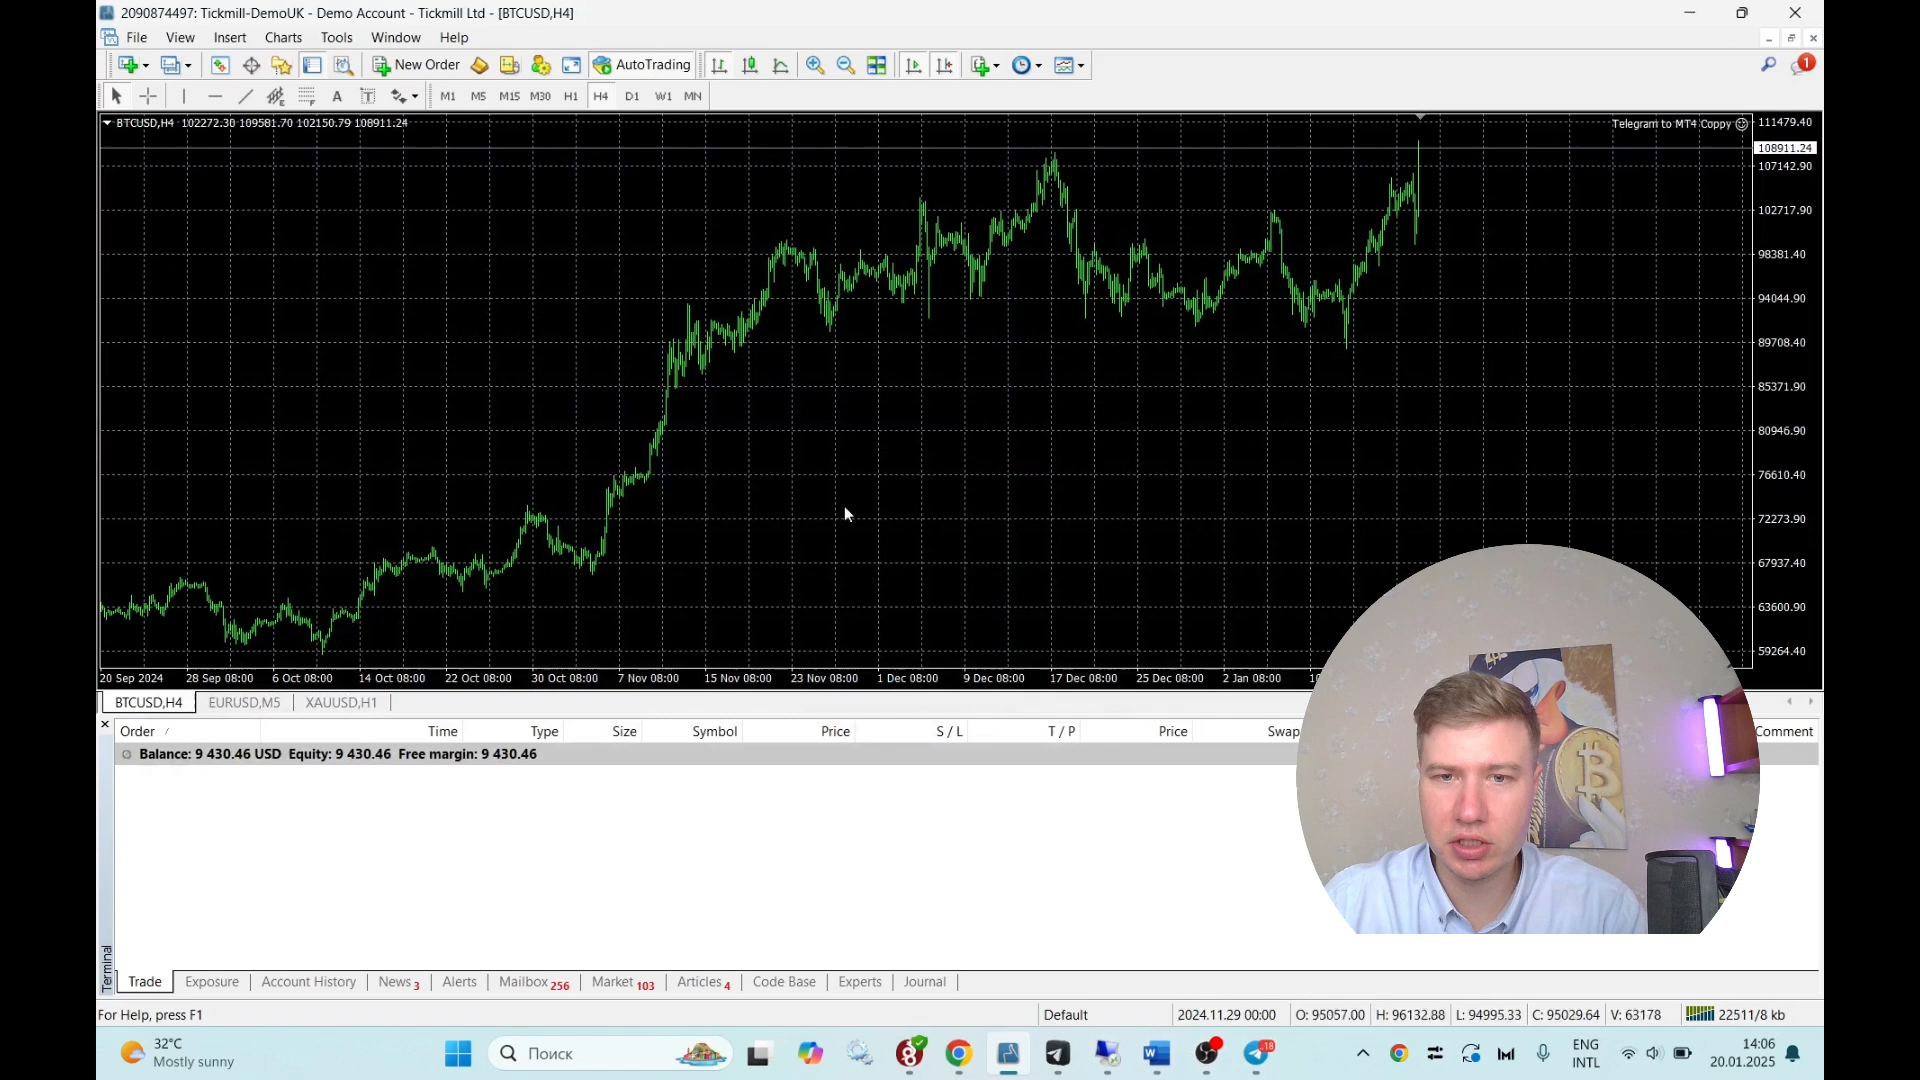 2090874497: Tickmill-DemoUK - Demo Account - Tickmill Ltd - [BTCUSD,H4]
File View Insert Charts Tools Window Help
New Order AutoTrading 1
A T M1 M5 M15 M30 H1 H4 D1 W1 MN
BTCUSD,H4 102272.30 109581.70 102150.79 108911.24
Telegram to MT4 Coppy
111479.40
108911.24
107142.90
102717.90
98381.40
94044.90
89708.40
85371.90
80946.90
76610.40
72273.90
67937.40
63600.90
59264.40
20 Sep 2024 28 Sep 08:00 6 Oct 08:00 14 Oct 08:00 22 Oct 08:00 30 Oct 08:00 7 Nov 08:00 15 Nov 08:00 23 Nov 08:00 1 Dec 08:00 9 Dec 08:00 17 Dec 08:00 25 Dec 08:00 2 Jan 08:00
BTCUSD,H4 EURUSD,M5 XAUUSD,H1
Order / Time Type Size Symbol Price S / L T / P Price Swap Comment
Balance: 9 430.46 USD Equity: 9 430.46 Free margin: 9 430.46
Terminal
Trade Exposure Account History News 3 Alerts Mailbox 256 Market 103 Articles 4 Code Base Experts Journal
For Help, press F1 Default 2024.11.29 00:00 O: 95057.00 H: 96132.88 L: 94995.33 C: 95029.64 V: 63178 22511/8 kb
32°C
Mostly sunny
Поиск
18
ENG
INTL
14:06
20.01.2025